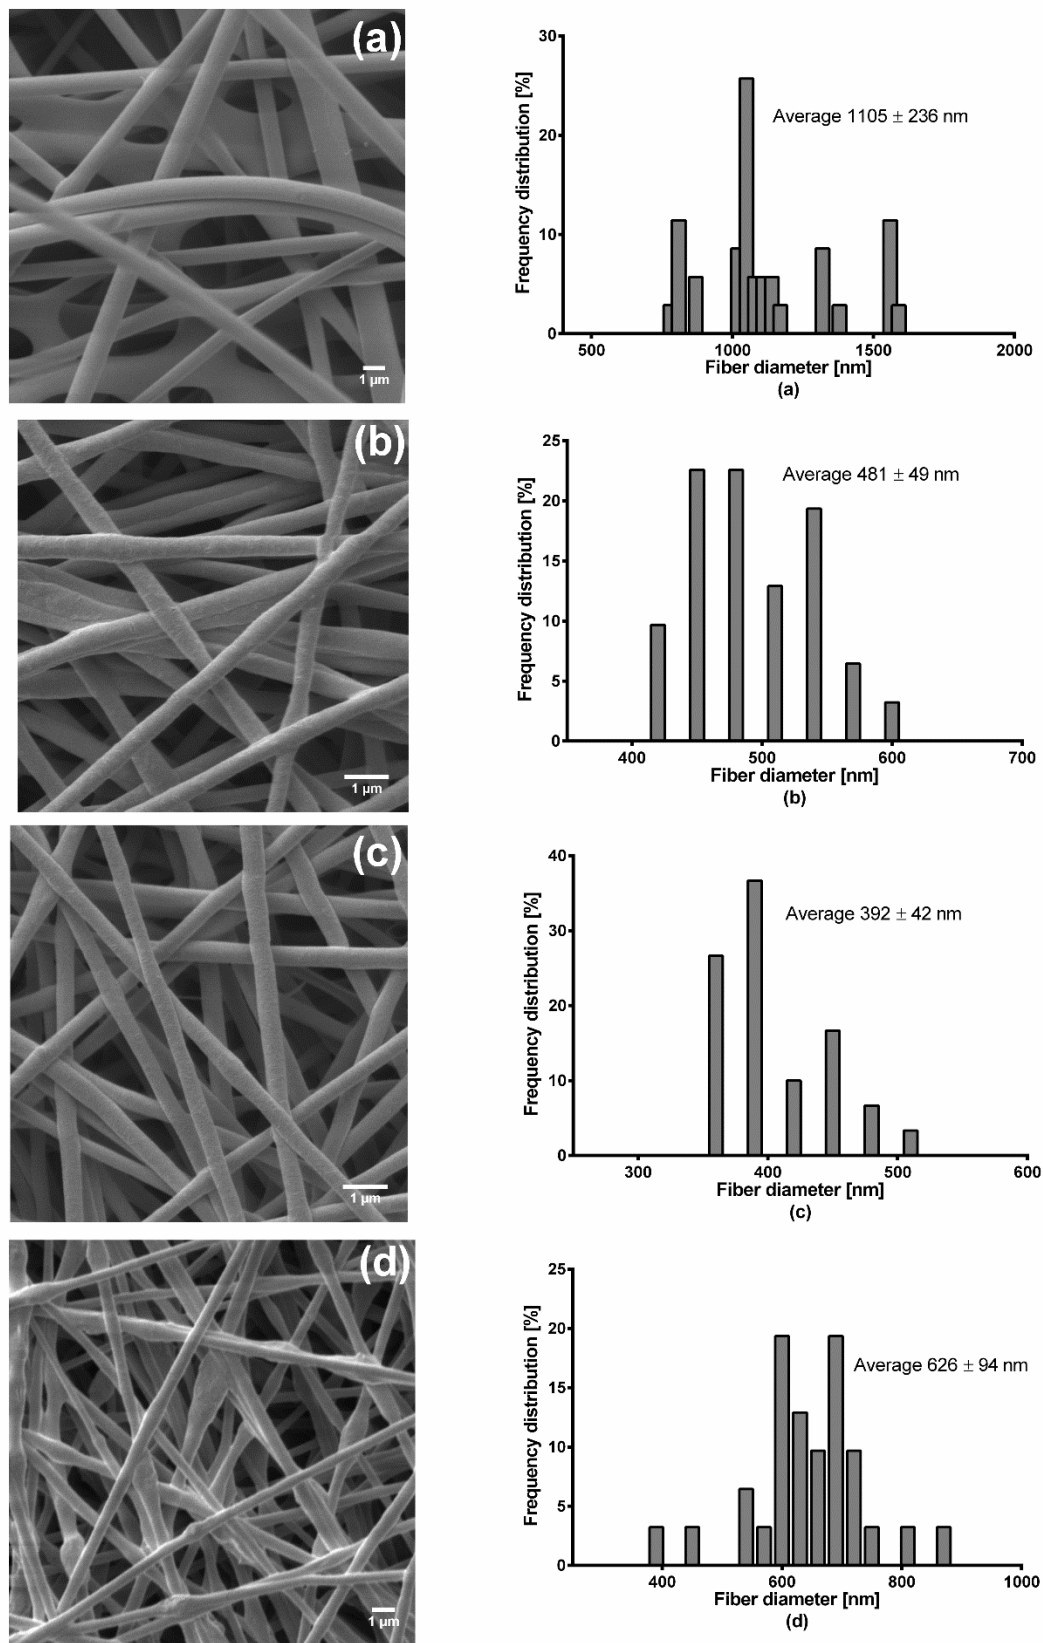 (a)
1 µm
30
20
10
0
Frequency distribution [%]
Average 1105 ± 236 nm
500 1000 1500 2000
Fiber diameter [nm]
(a)
(b)
1 µm
25
20
15
10
5
0
Frequency distribution [%]
Average 481 ± 49 nm
400 500 600 700
Fiber diameter [nm]
(b)
(c)
1 µm
40
30
20
10
0
Frequency distribution [%]
Average 392 ± 42 nm
300 400 500 600
Fiber diameter [nm]
(c)
(d)
1 µm
25
20
15
10
5
0
Frequency distribution [%]
Average 626 ± 94 nm
400 600 800 1000
Fiber diameter [nm]
(d)